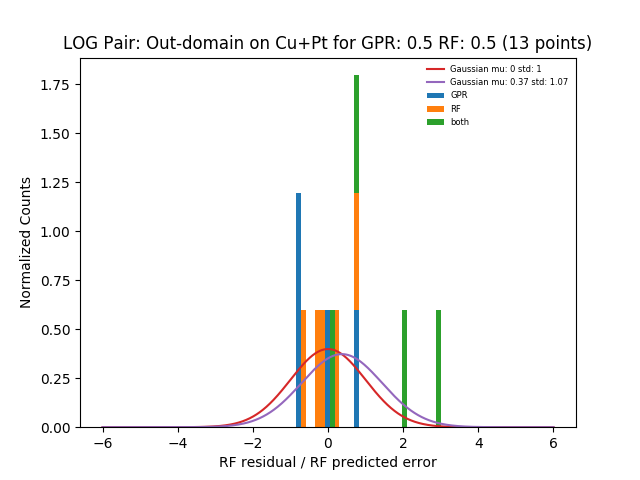 LOG Pair: Out-domain on Cu+Pt for GPR: 0.5 RF: 0.5 (13 points)
Gaussian mu: 0 std: 1
Gaussian mu: 0.37 std: 1.07
GPR
RF
both
Normalized Counts
1.75
1.50
1.25
1.00
0.75
0.50
0.25
0.00
−6 −4 −2 0 2 4 6
RF residual / RF predicted error